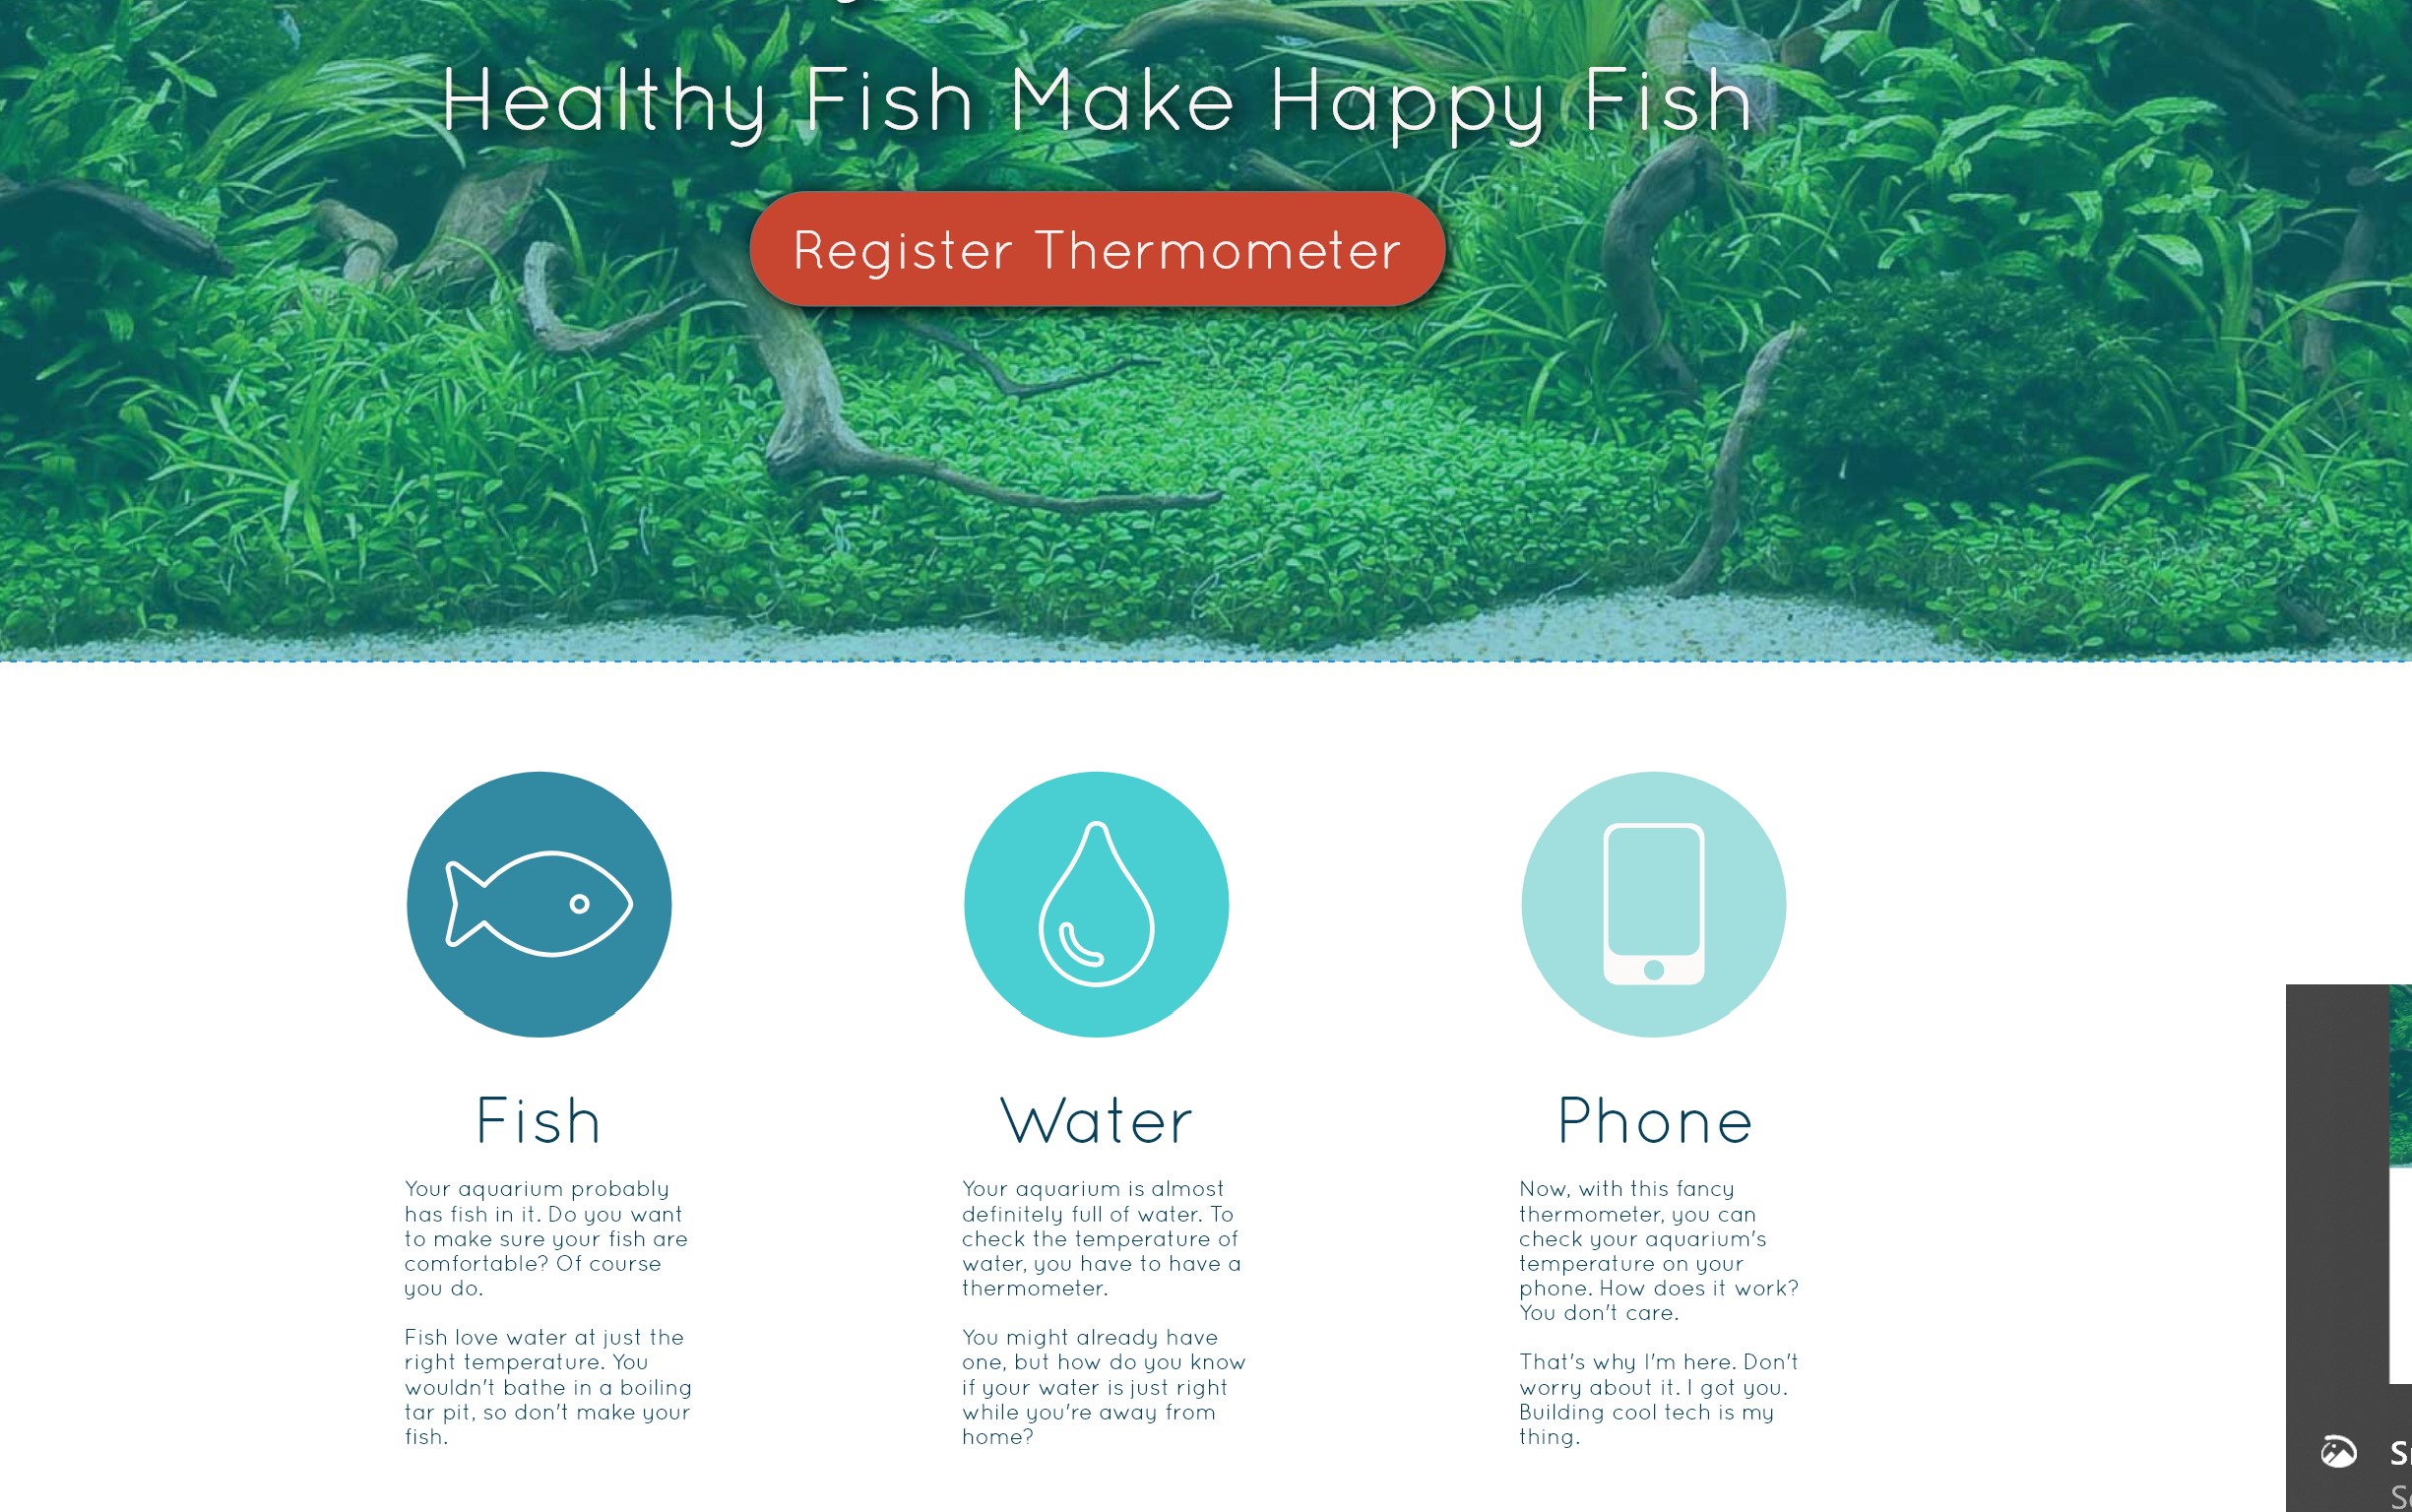 Healthy Fish Make Happy Fish
Register Thermometer
Fish
Your aquarium probably
has fish in it. Do you want
to make sure your fish are
comfortable? Of course
you do.
Fish love water at just the
right temperature. You
wouldn't bathe in a boiling
tar pit, so don't make your
fish.
Water
Your aquarium is almost
definitely full of water. To
check the temperature of
water, you have to have a
thermometer.
You might already have
one, but how do you know
if your water is just right
while you're away from
home?
Phone
Now, with this fancy
thermometer, you can
check your aquarium's
temperature on your
phone. How does it work?
You don't care.
That's why I'm here. Don't
worry about it. I got you.
Building cool tech is my
thing.